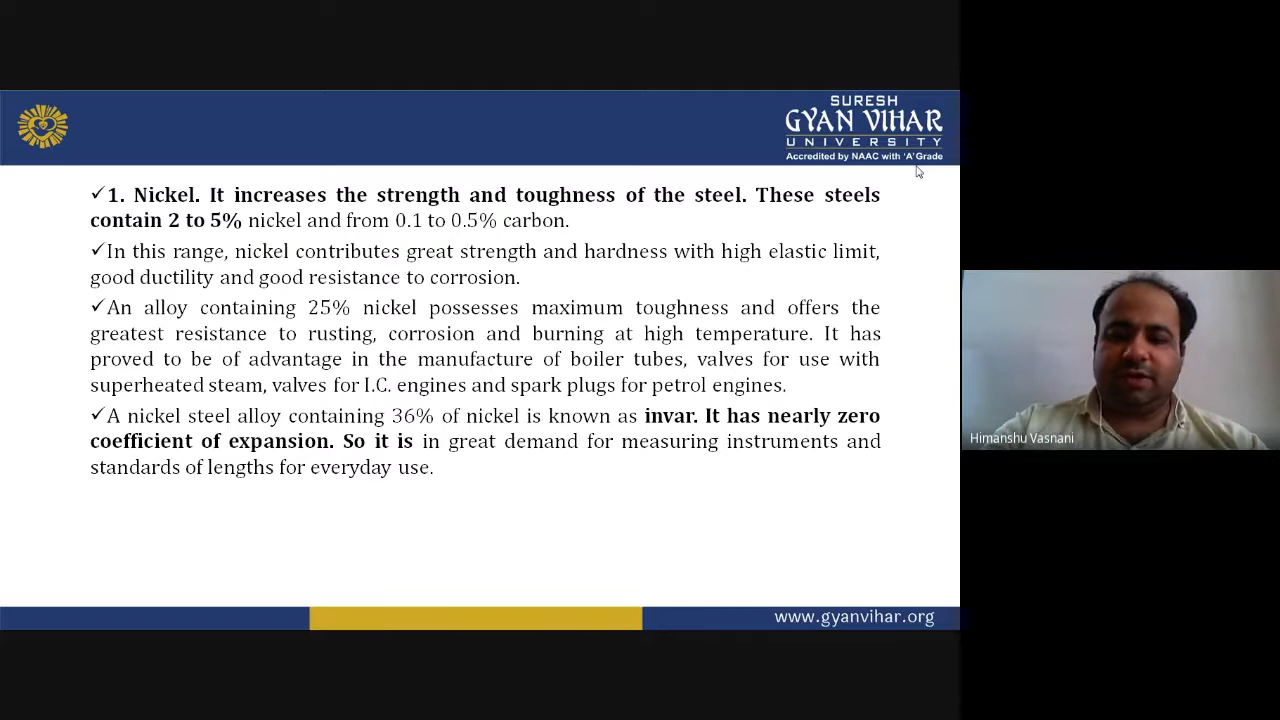 SURESH
GYAN VIHAR
UNIVERSITY
Accredited by NAAC with 'A' Grade
✓1. Nickel. It increases the strength and toughness of the steel. These steels
contain 2 to 5% nickel and from 0.1 to 0.5% carbon.
✓In this range, nickel contributes great strength and hardness with high elastic limit,
good ductility and good resistance to corrosion.
✓An alloy containing 25% nickel possesses maximum toughness and offers the
greatest resistance to rusting, corrosion and burning at high temperature. It has
proved to be of advantage in the manufacture of boiler tubes, valves for use with
superheated steam, valves for I.C. engines and spark plugs for petrol engines.
✓A nickel steel alloy containing 36% of nickel is known as invar. It has nearly zero
coefficient of expansion. So it is in great demand for measuring instruments and
standards of lengths for everyday use.
Himanshu Vasnani
www.gyanvihar.org